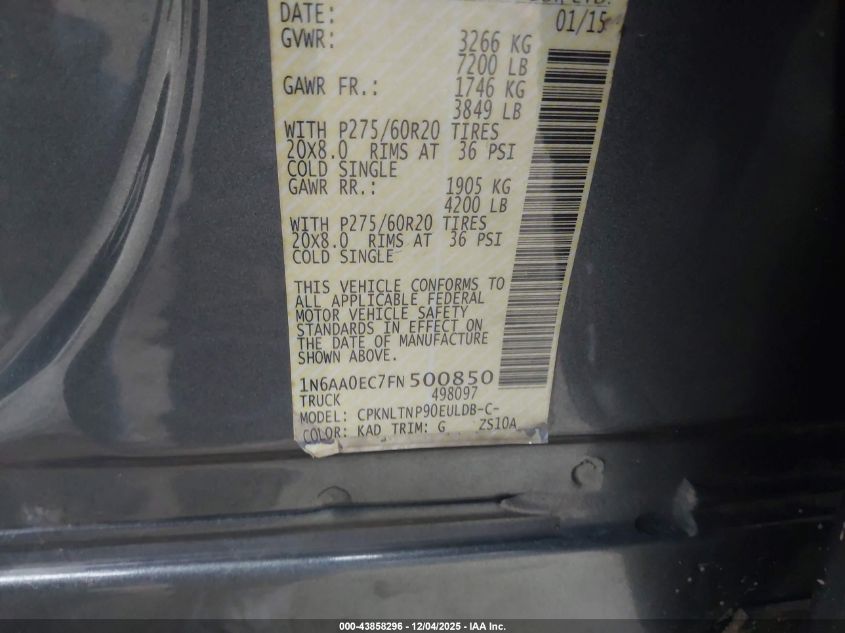 LTD.
DATE: 01/15
GVWR: 3266 KG
7200 LB
GAWR FR.: 1746 KG
3849 LB
WITH P275/60R20 TIRES
20X8.0 RIMS AT 36 PSI
COLD SINGLE
GAWR RR.: 1905 KG
4200 LB
WITH P275/60R20 TIRES
20X8.0 RIMS AT 36 PSI
COLD SINGLE
THIS VEHICLE CONFORMS TO
ALL APPLICABLE FEDERAL
MOTOR VEHICLE SAFETY
STANDARDS IN EFFECT ON
THE DATE OF MANUFACTURE
SHOWN ABOVE.
1N6AA0EC7FN500850
TRUCK 498097
MODEL: CPKNLTNP90EULDB-C-
COLOR: KAD TRIM: G ZS10A
000-43858296 - 12/04/2025 - IAA Inc.